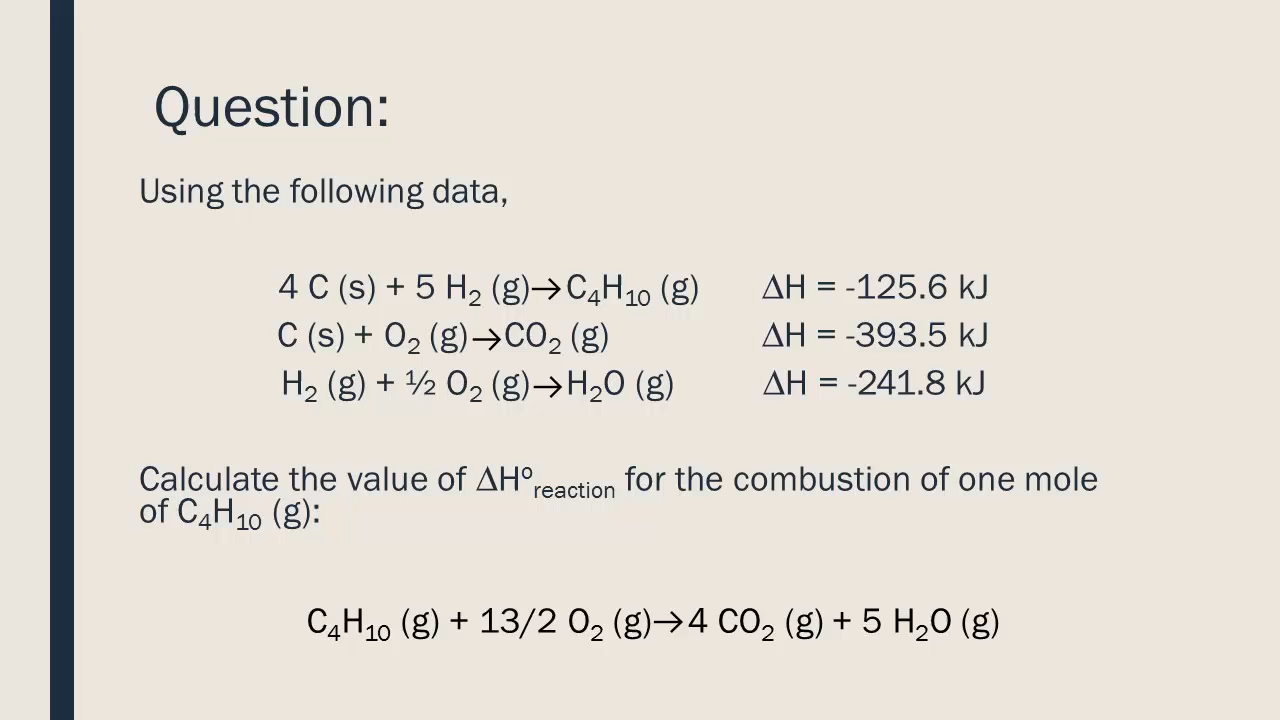 Question:
Using the following data,
4 C (s) + 5 H₂ (g)→C₄H₁₀ (g) ΔH = -125.6 kJ
C (s) + O₂ (g)→CO₂ (g) ΔH = -393.5 kJ
H₂ (g) + ½ O₂ (g)→H₂O (g) ΔH = -241.8 kJ
Calculate the value of ΔHº reaction for the combustion of one mole
of C₄H₁₀ (g):
C₄H₁₀ (g) + 13/2 O₂ (g)→4 CO₂ (g) + 5 H₂O (g)